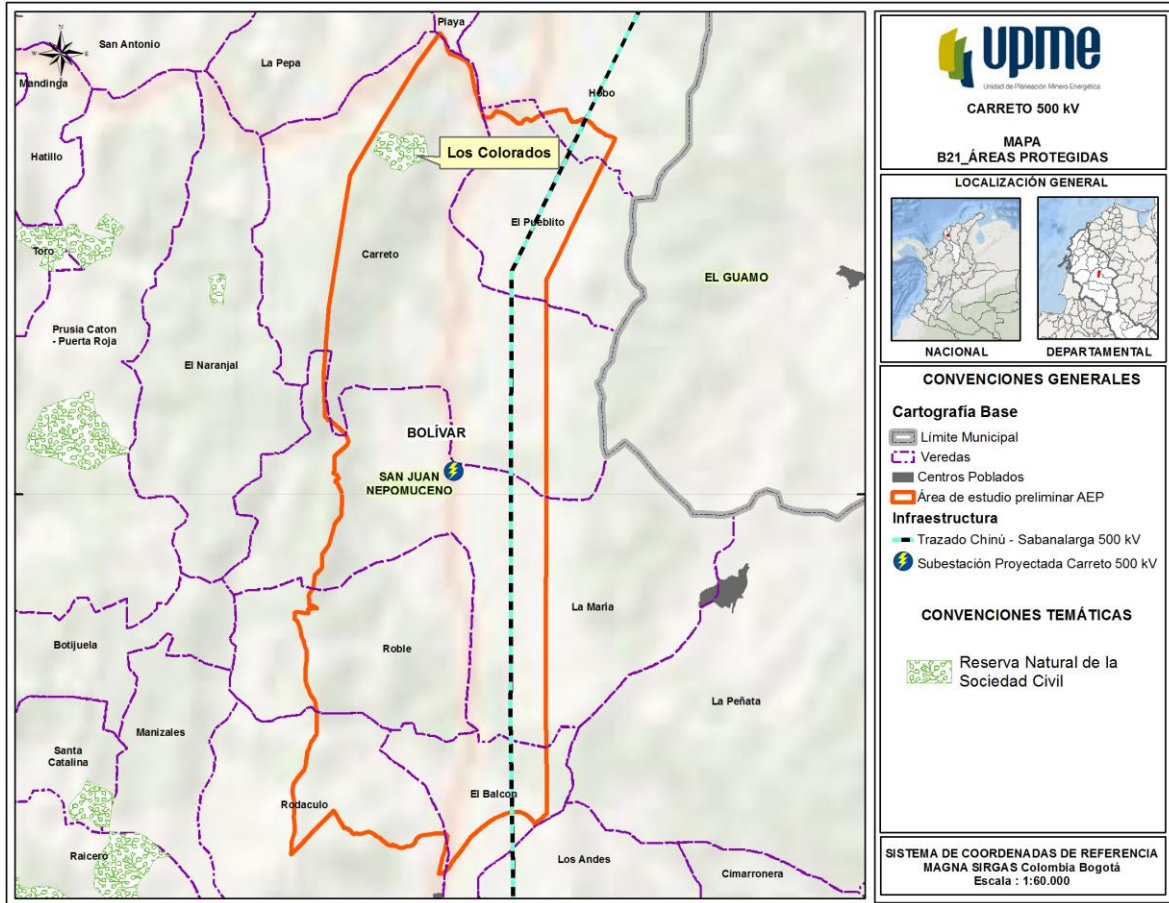 Playa
San Antonio
La Pepa
Mandinga
Hobo
Hatillo
Los Colorados
El Pueblito
Toro
Carreto
EL GUAMO
Prusia Caton
- Puerta Roja
El Naranjal
BOLÍVAR
SAN JUAN
NEPOMUCENO
La Maria
Botijuela
Roble
La Peñata
Manizales
Santa
Catalina
Rodaculo
El Balcon
Raicero
Los Andes
Cimarronera
upme
Unidad de Planeación Minero Energética
CARRETO 500 kV
MAPA
B21_ÁREAS PROTEGIDAS
LOCALIZACIÓN GENERAL
NACIONAL
DEPARTAMENTAL
CONVENCIONES GENERALES
Cartografía Base
Límite Municipal
Veredas
Centros Poblados
Área de estudio preliminar AEP
Infraestructura
Trazado Chinú - Sabanalarga 500 kV
Subestación Proyectada Carreto 500 kV
CONVENCIONES TEMÁTICAS
Reserva Natural de la
Sociedad Civil
SISTEMA DE COORDENADAS DE REFERENCIA
MAGNA SIRGAS Colombia Bogotá
Escala : 1:60.000